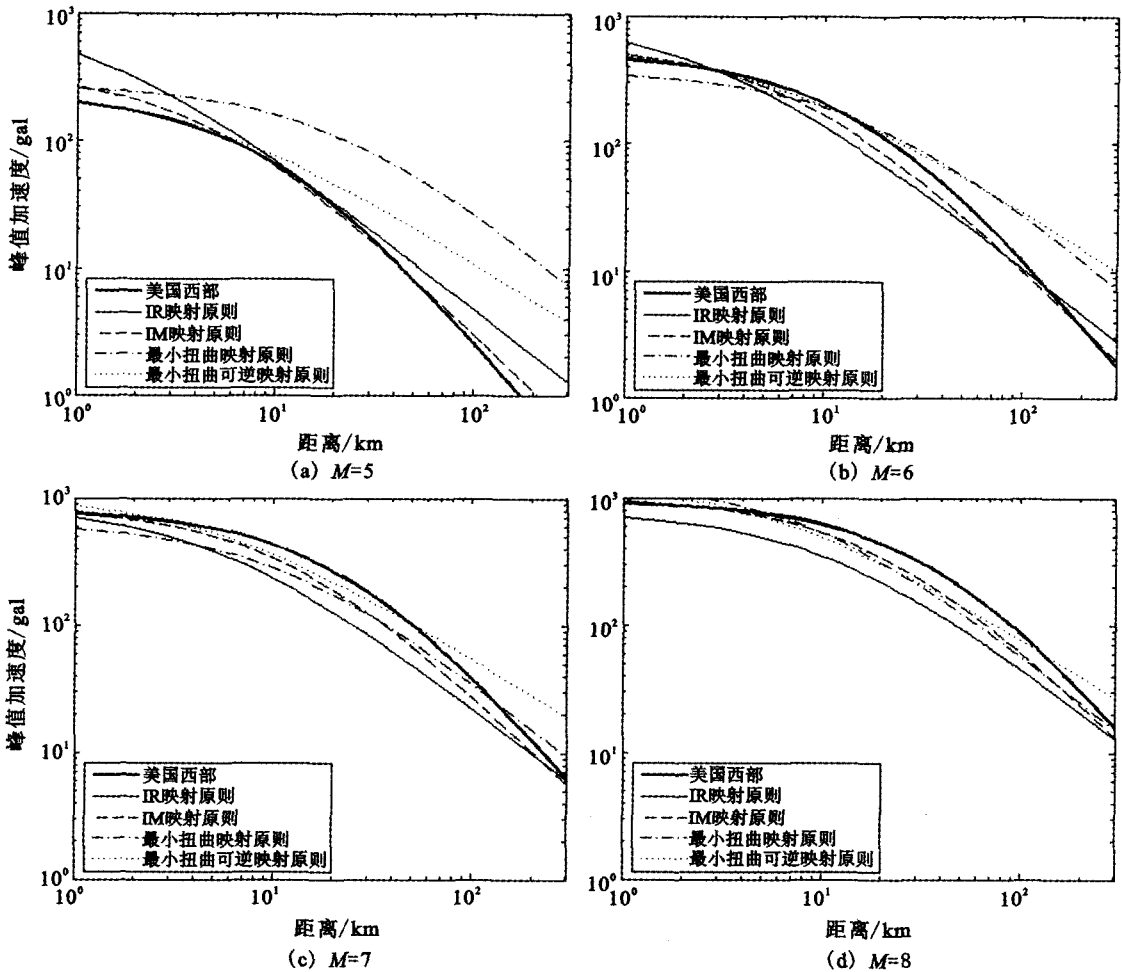 10³
10²
10¹
10⁰
峰值加速度/gal
美国西部
IR映射原则
IM映射原则
最小扭曲映射原则
最小扭曲可逆映射原则
10⁰
10¹
10²
距离/km
(a) M=5
10³
10²
10¹
10⁰
美国西部
IR映射原则
IM映射原则
最小扭曲映射原则
最小扭曲可逆映射原则
10⁰
10¹
10²
距离/km
(b) M=6
10³
10²
10¹
10⁰
峰值加速度/gal
美国西部
IR映射原则
IM映射原则
最小扭曲映射原则
最小扭曲可逆映射原则
10⁰
10¹
10²
距离/km
(c) M=7
10³
10²
10¹
10⁰
美国西部
IR映射原则
IM映射原则
最小扭曲映射原则
最小扭曲可逆映射原则
10⁰
10¹
10²
距离/km
(d) M=8